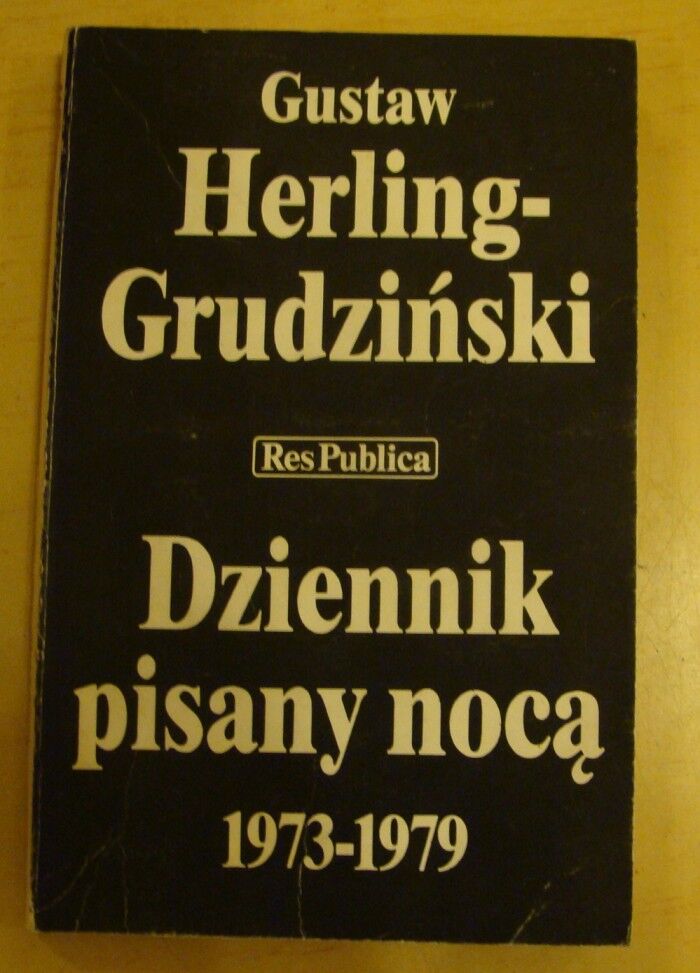 Gustaw
Herling-
Grudziński
Res Publica
Dziennik
pisany nocą
1973-1979